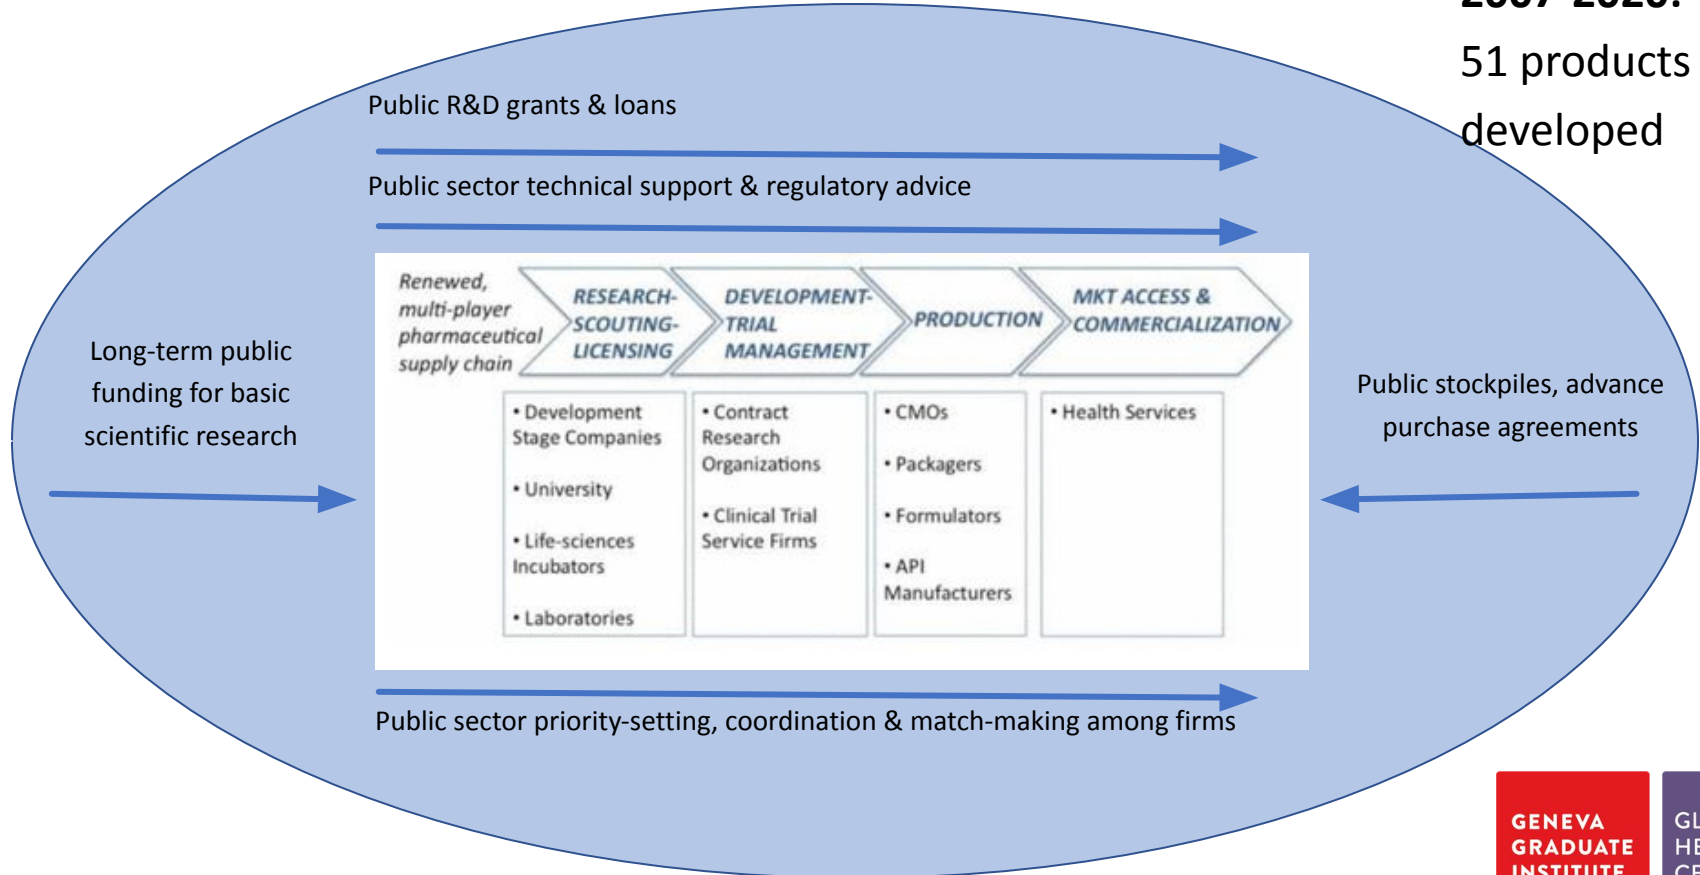 2007-2020:
51 products
developed
Public R&D grants & loans
Public sector technical support & regulatory advice
Renewed,
multi-player
pharmaceutical
supply chain
RESEARCH-
SCOUTING-
LICENSING
DEVELOPMENT-
TRIAL
MANAGEMENT
PRODUCTION
MKT ACCESS &
COMMERCIALIZATION
Long-term public
funding for basic
scientific research
• Development
Stage Companies
• University
• Life-sciences
Incubators
• Laboratories
• Contract
Research
Organizations
• Clinical Trial
Service Firms
• CMOs
• Packagers
• Formulators
• API
Manufacturers
• Health Services
Public stockpiles, advance
purchase agreements
Public sector priority-setting, coordination & match-making among firms
GENEVA
GRADUATE
INSTITUTE